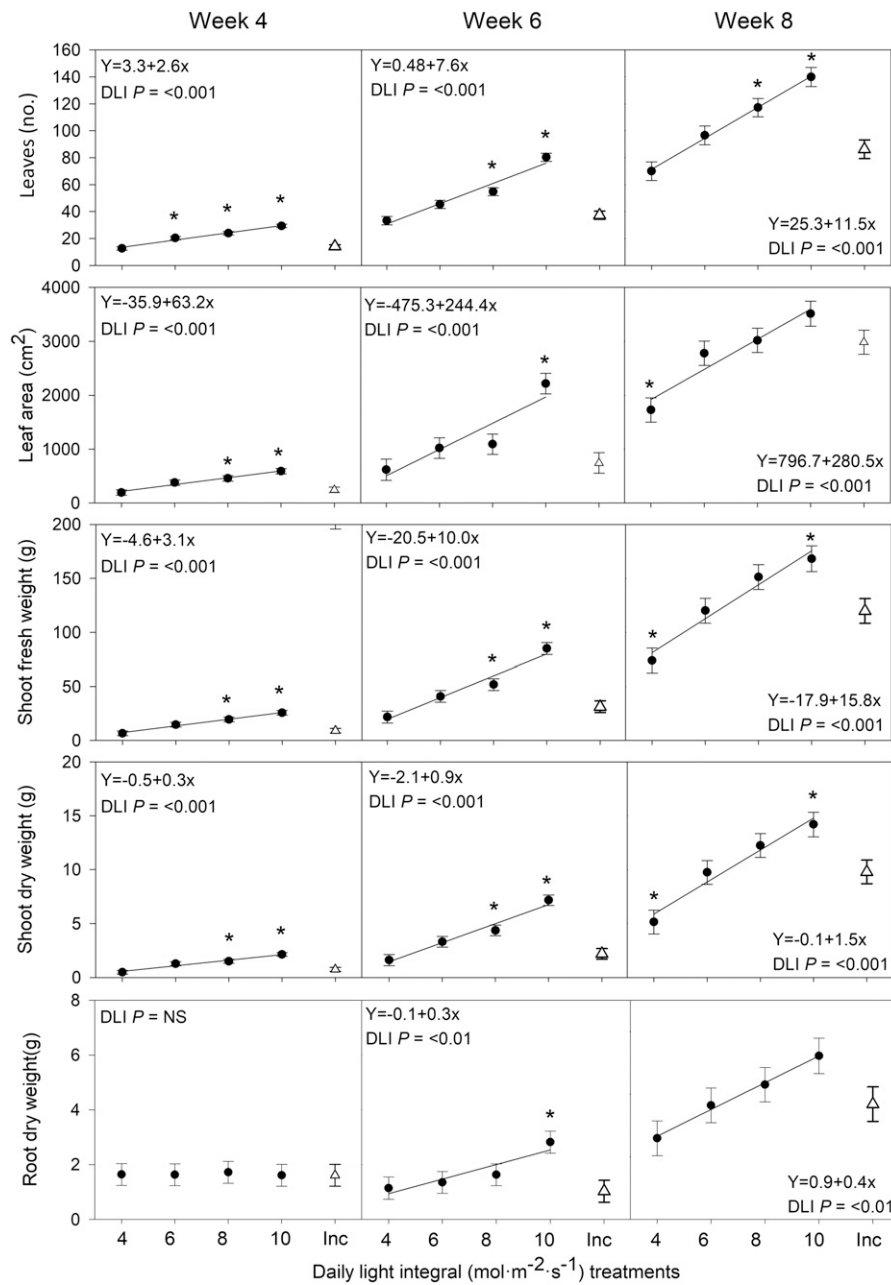 Week 4 Week 6 Week 8
Leaves (no.)
160
140
120
100
80
60
40
20
0
Y=3.3+2.6x
DLI P = <0.001
* * *
Y=0.48+7.6x
DLI P = <0.001
* *
* *
Y=25.3+11.5x
DLI P = <0.001
Leaf area (cm²)
4000
3000
2000
1000
0
Y=-35.9+63.2x
DLI P = <0.001
* *
Y=-475.3+244.4x
DLI P = <0.001
*
*
Y=796.7+280.5x
DLI P = <0.001
Shoot fresh weight (g)
200
150
100
50
0
Y=-4.6+3.1x
DLI P = <0.001
* *
Y=-20.5+10.0x
DLI P = <0.001
* *
* *
Y=-17.9+15.8x
DLI P = <0.001
Shoot dry weight (g)
20
15
10
5
0
Y=-0.5+0.3x
DLI P = <0.001
* *
Y=-2.1+0.9x
DLI P = <0.001
* *
* *
Y=-0.1+1.5x
DLI P = <0.001
Root dry weight(g)
8
6
4
2
0
DLI P = NS
Y=-0.1+0.3x
DLI P = <0.01
*
Y=0.9+0.4x
DLI P = <0.01
4 6 8 10 Inc 4 6 8 10 Inc 4 6 8 10 Inc
Daily light integral (mol·m⁻²·s⁻¹) treatments